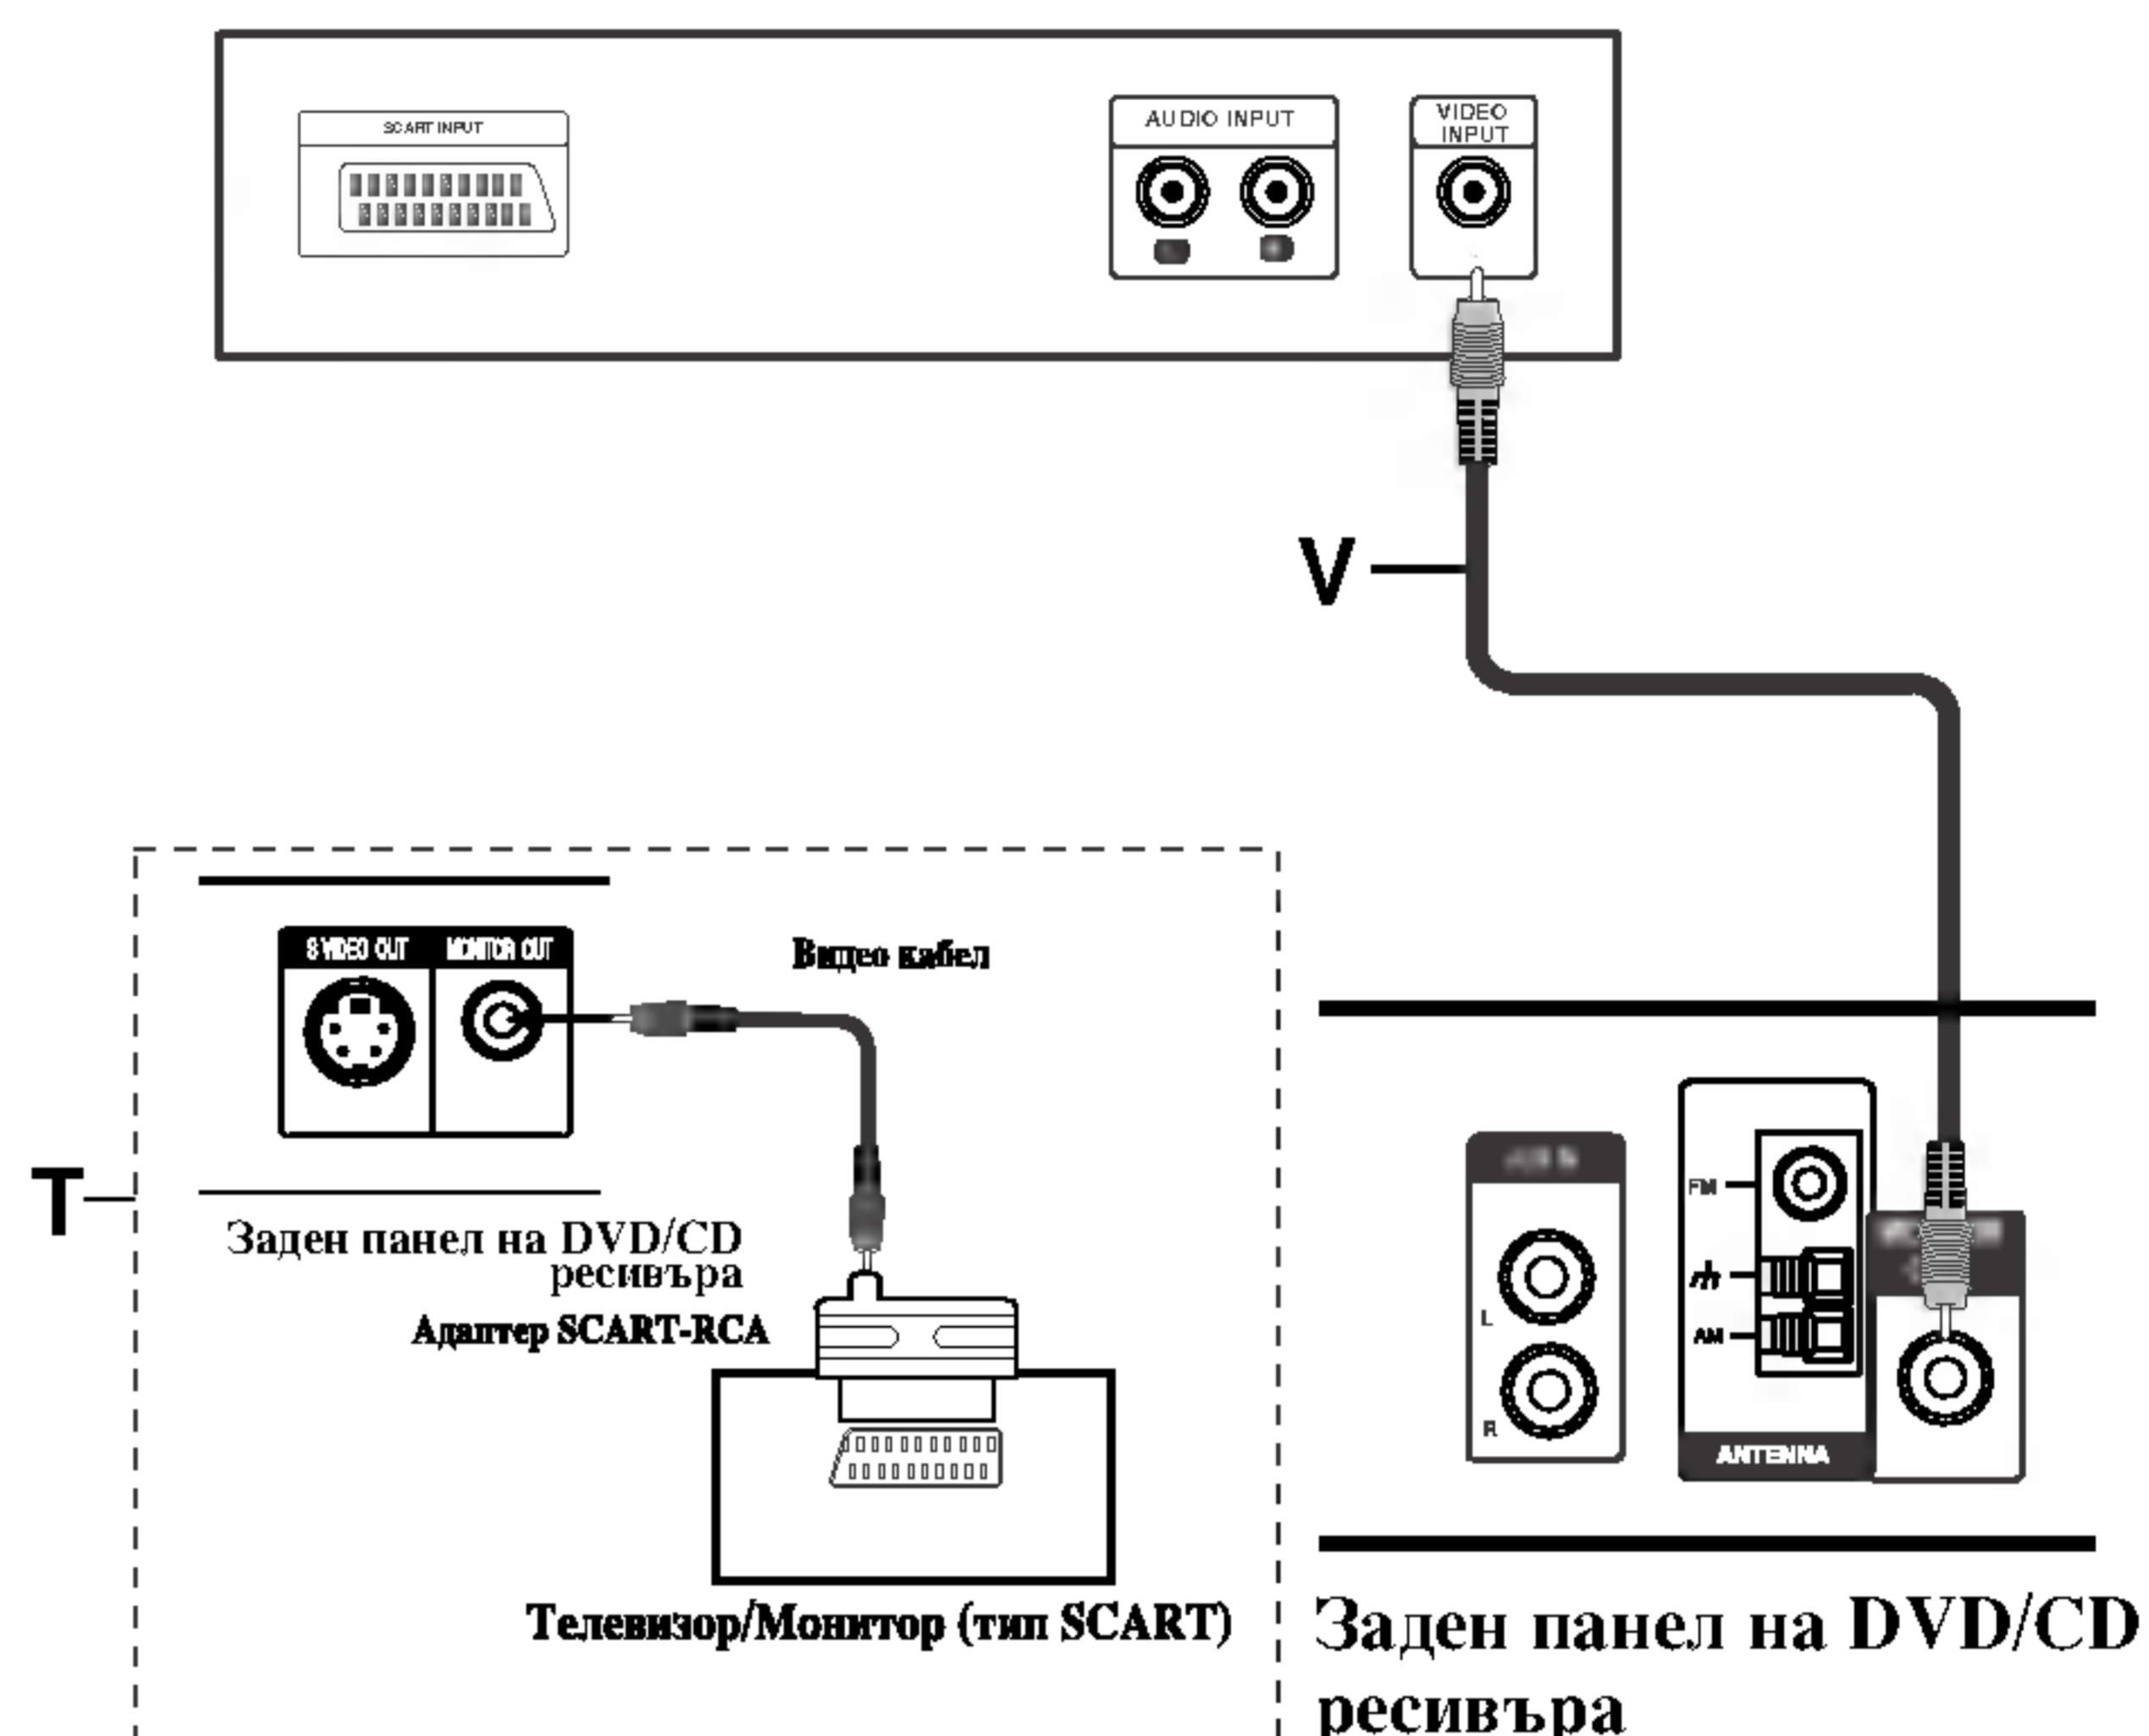 SCART INPUT
AUDIO INPUT
VIDEO
INPUT
V
S VIDEO OUT
MONITOR OUT
Видео кабел
T
Заден панел на DVD/CD
ресивъра
Адаптер SCART-RCA
Телевизор/Монитор (тип SCART)
FM
AM
L
R
ANTENNA
Заден панел на DVD/CD
ресивъра